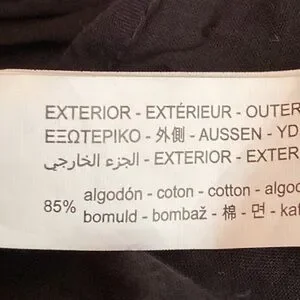 EXTERIOR - EXTÉRIEUR - OUTER
ΕΞΩΤΕΡΙΚΟ - 外側 - AUSSEN - YD
الجزء الخارجي - EXTERIOR - EXTER
85% algodón - coton - cotton - algod
bomuld - bombaž - 棉 - 면 - kat